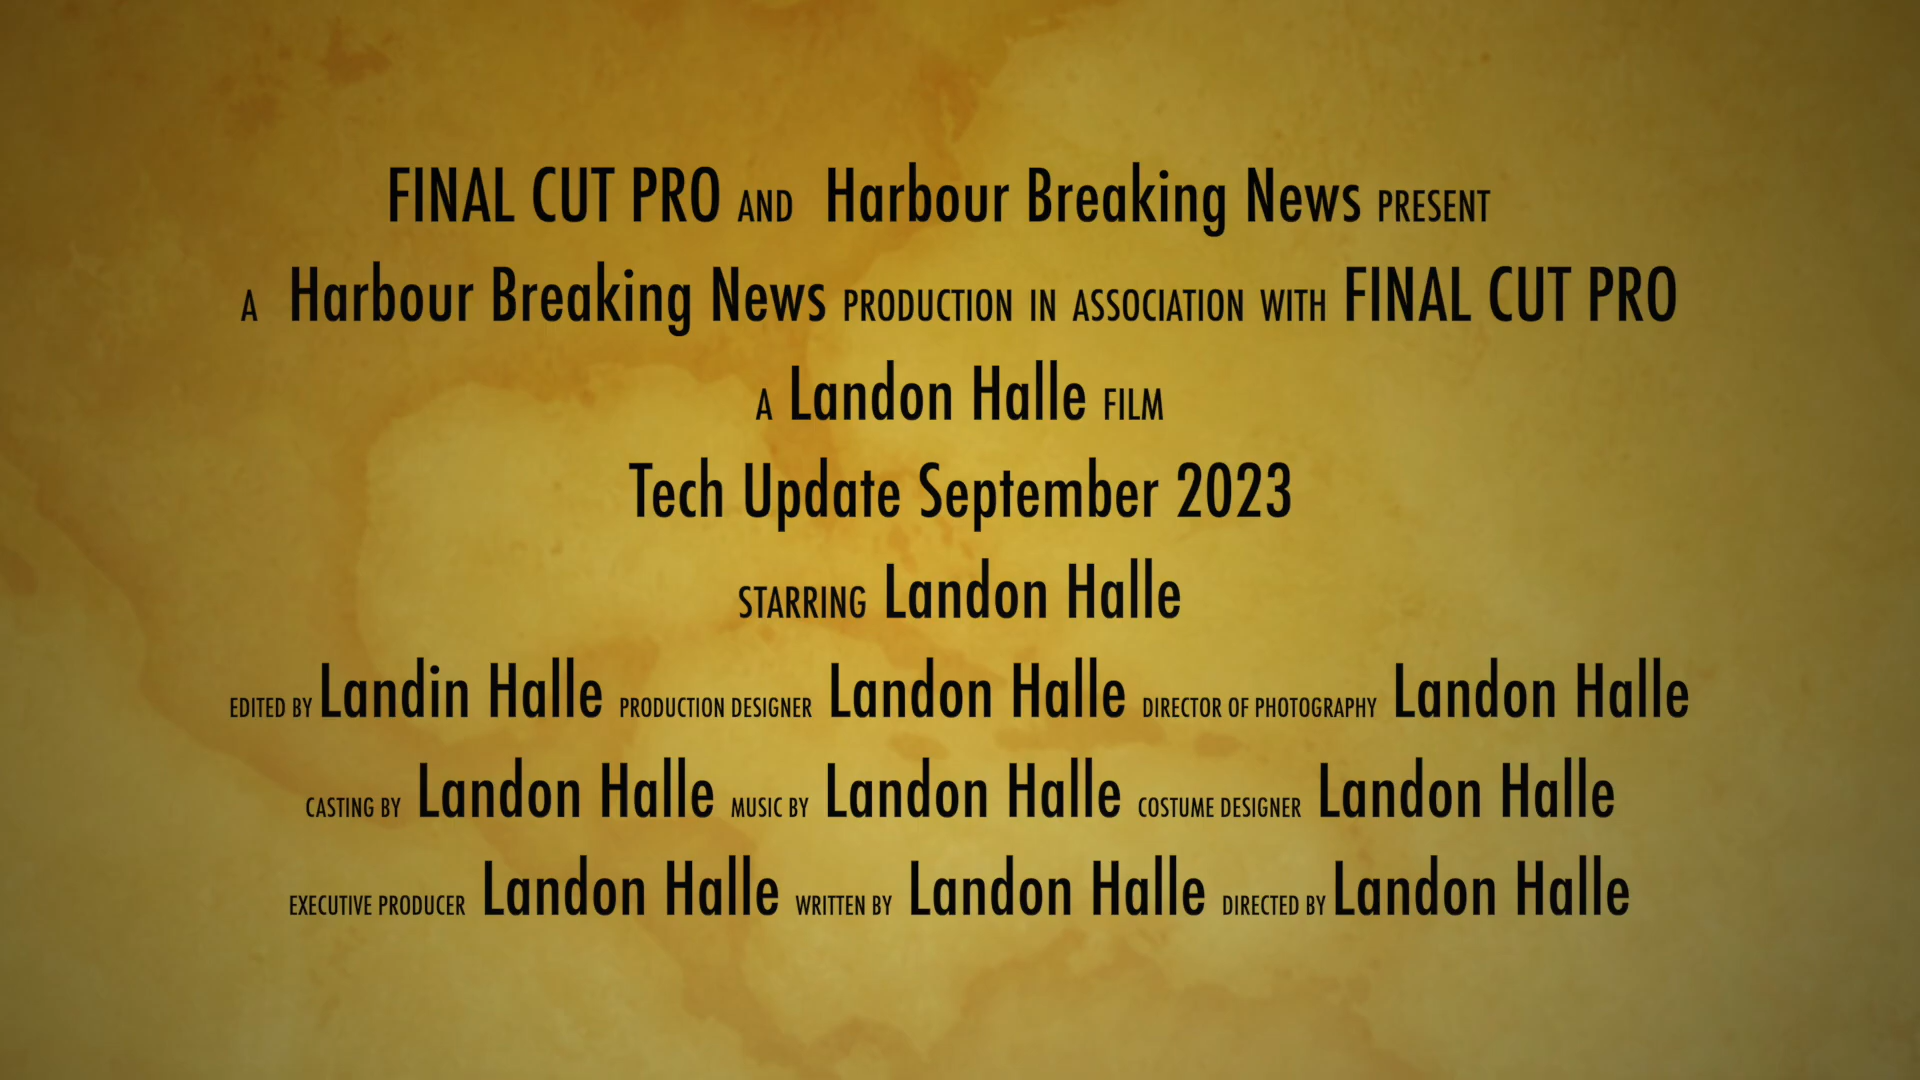 FINAL CUT PRO AND Harbour Breaking News PRESENT
A Harbour Breaking News PRODUCTION IN ASSOCIATION WITH FINAL CUT PRO
A Landon Halle FILM
Tech Update September 2023
STARRING Landon Halle
EDITED BY Landin Halle PRODUCTION DESIGNER Landon Halle DIRECTOR OF PHOTOGRAPHY Landon Halle
CASTING BY Landon Halle MUSIC BY Landon Halle COSTUME DESIGNER Landon Halle
EXECUTIVE PRODUCER Landon Halle WRITTEN BY Landon Halle DIRECTED BY Landon Halle